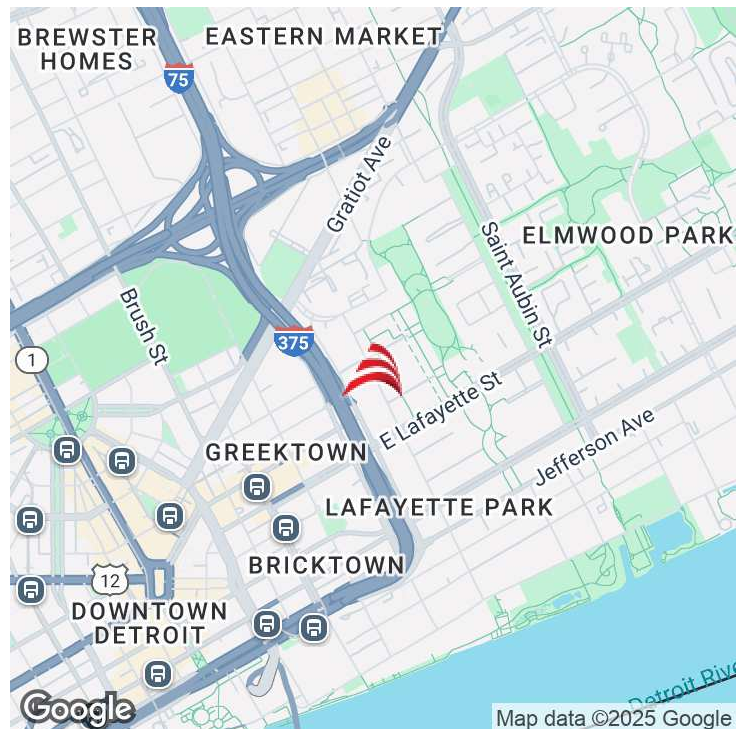 BREWSTER
HOMES
EASTERN MARKET
75
Gratiot Ave
Saint Aubin St
ELMWOOD PARK
Brush St
375
1
E Lafayette St
GREEKTOWN
Jefferson Ave
LAFAYETTE PARK
BRICKTOWN
12
DOWNTOWN
DETROIT
Detroit Rive
Google
Map data ©2025 Google